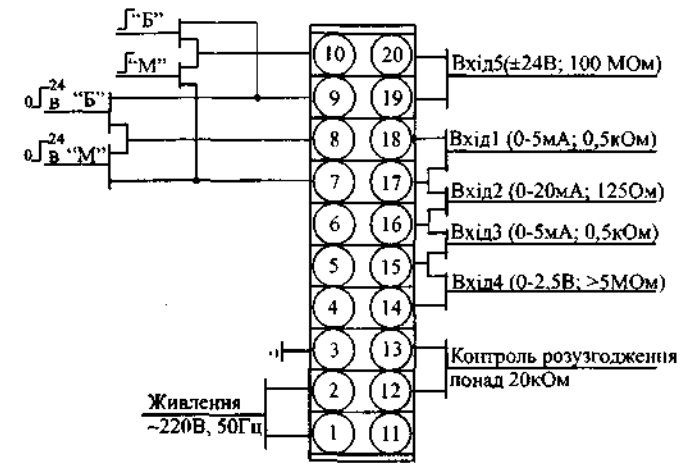 “Б”
“М”
0 24 В “Б”
0 24 В “М”
10 20
9 19
8 18
7 17
6 16
5 15
4 14
3 13
2 12
1 11
Вхід5(±24В; 100 МОм)
Вхід1 (0-5мА; 0,5кОм)
Вхід2 (0-20мА; 125Ом)
Вхід3 (0-5мА; 0,5кОм)
Вхід4 (0-2,5В; >5МОм)
Контроль розузгодження
понад 20кОм
Живлення
~220В, 50Гц